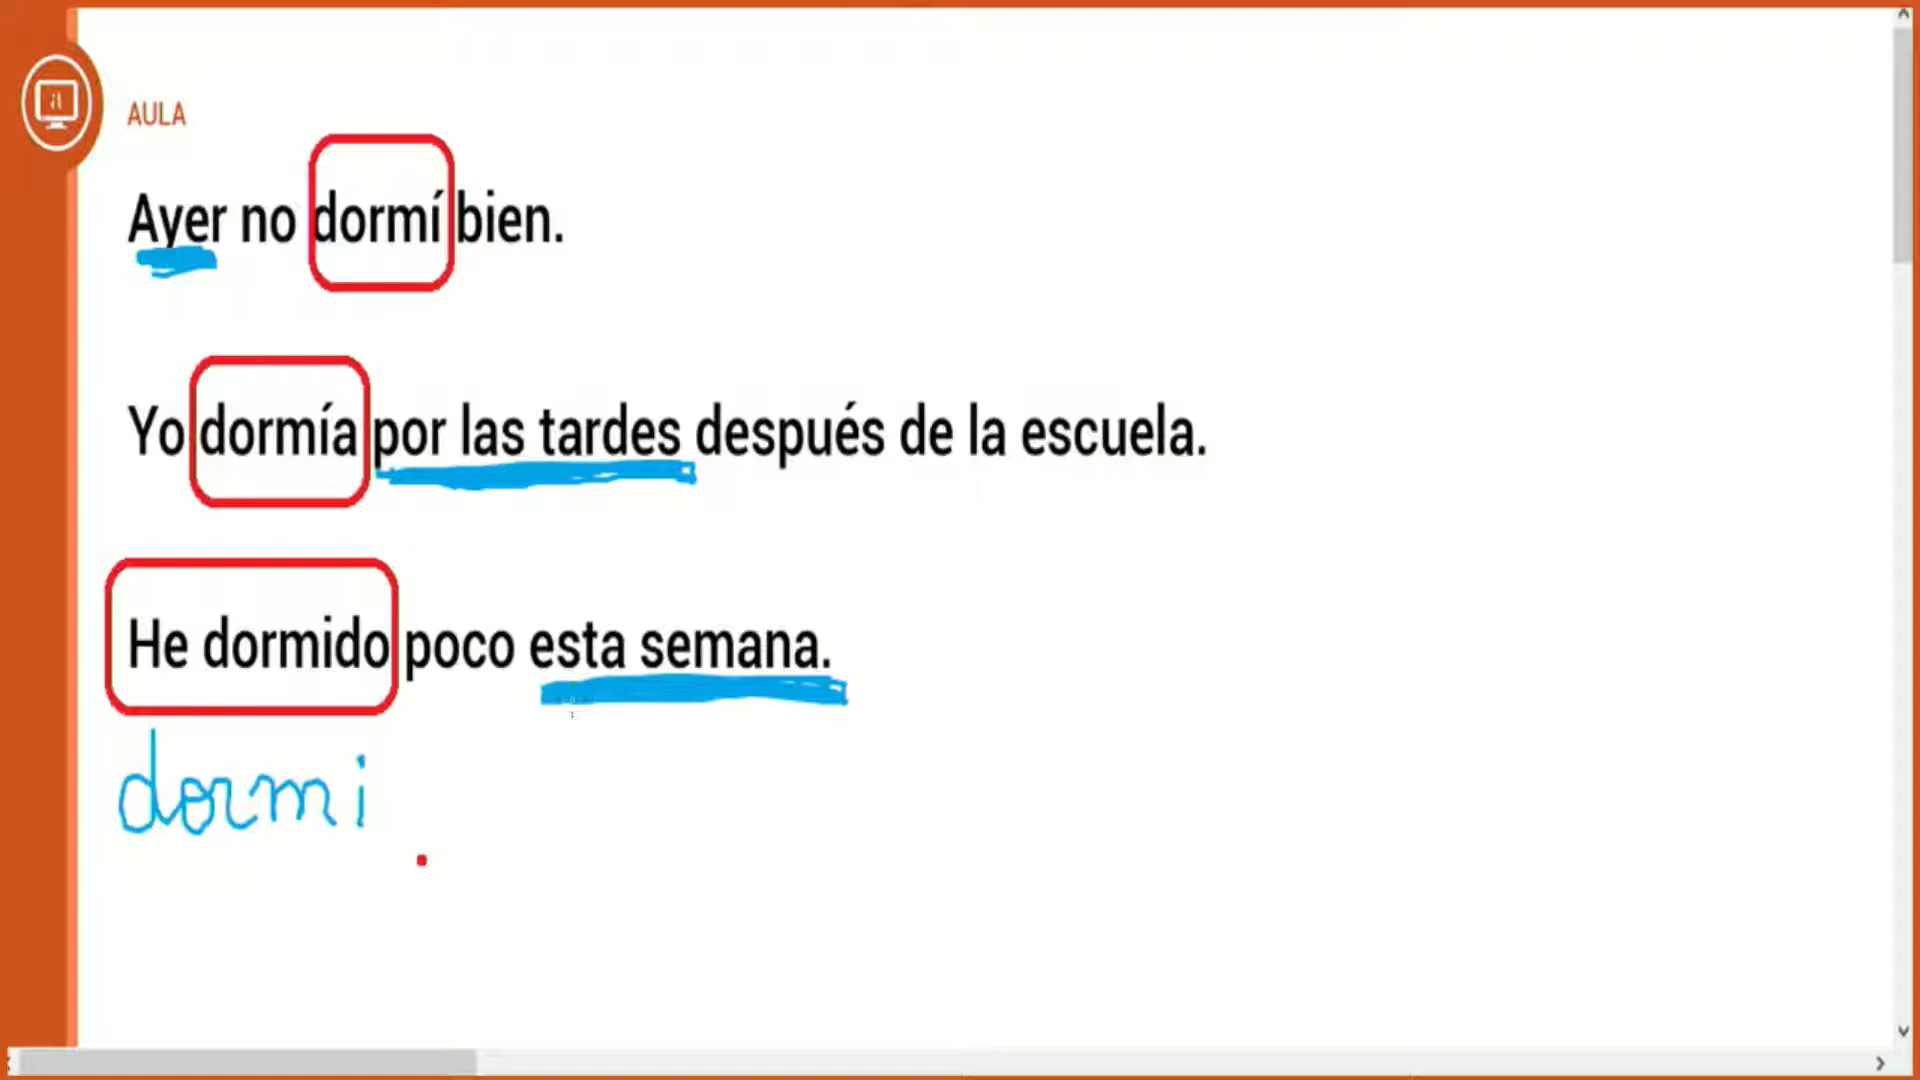 AULA
Ayer no dormí bien.
Yo dormía por las tardes después de la escuela.
He dormido poco esta semana.
dormi